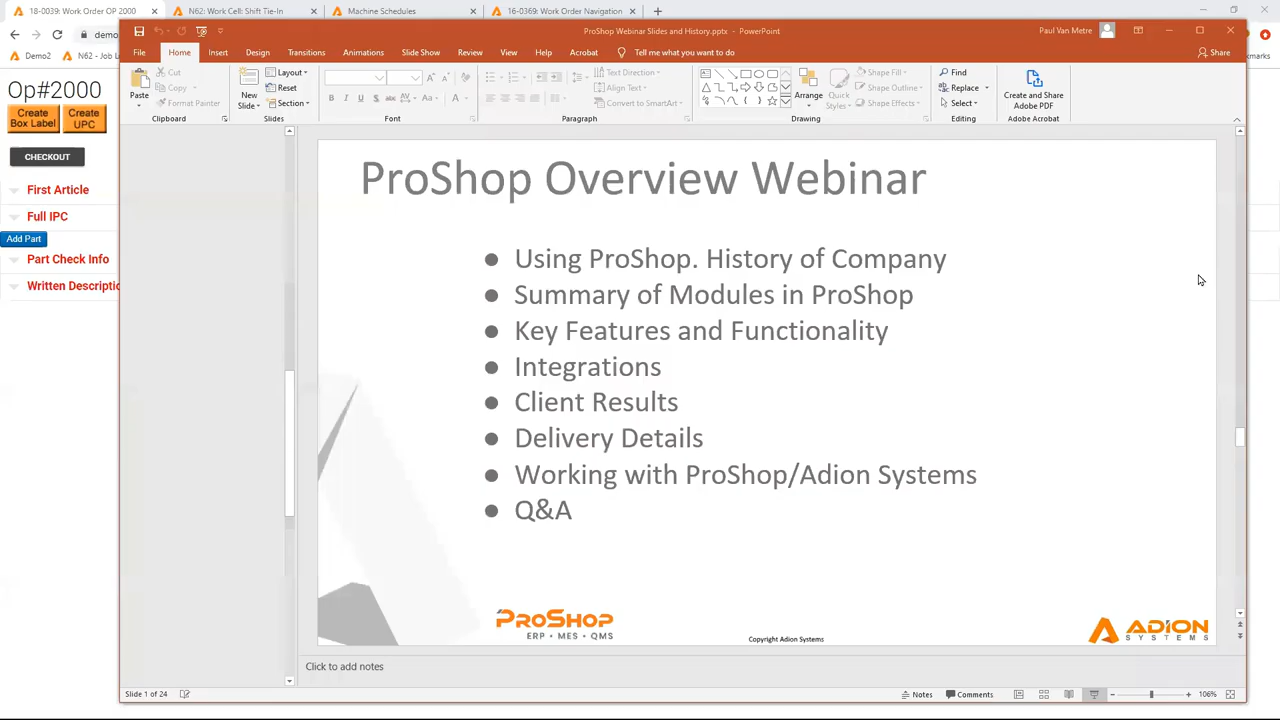 18-0039: Work Order OP 2000
N62: Work Cell: Shift Tie-In
Machine Schedules
16-0369: Work Order Navigation
Demo2
N62 - Job L
Op#2000
Create Box Label
Create UPC
CHECKOUT
First Article
Full IPC
Add Part
Part Check Info
Written Descriptio
ProShop Webinar Slides and History.pptx - PowerPoint
Paul Van Metre
File
Home
Insert
Design
Transitions
Animations
Slide Show
Review
View
Help
Acrobat
Tell me what you want to do
Share
Paste
Cut
Copy
Format Painter
Clipboard
New Slide
Layout
Reset
Section
Slides
Font
Text Direction
Align Text
Convert to SmartArt
Paragraph
Arrange
Quick Styles
Shape Fill
Shape Outline
Shape Effects
Drawing
Find
Replace
Select
Editing
Create and Share Adobe PDF
Adobe Acrobat
ProShop Overview Webinar
● Using ProShop. History of Company
● Summary of Modules in ProShop
● Key Features and Functionality
● Integrations
● Client Results
● Delivery Details
● Working with ProShop/Adion Systems
● Q&A
PROSHOP
ERP • MES • QMS
Copyright Adion Systems
ADION
SYSTEMS
Click to add notes
Slide 1 of 24
Notes
Comments
106%